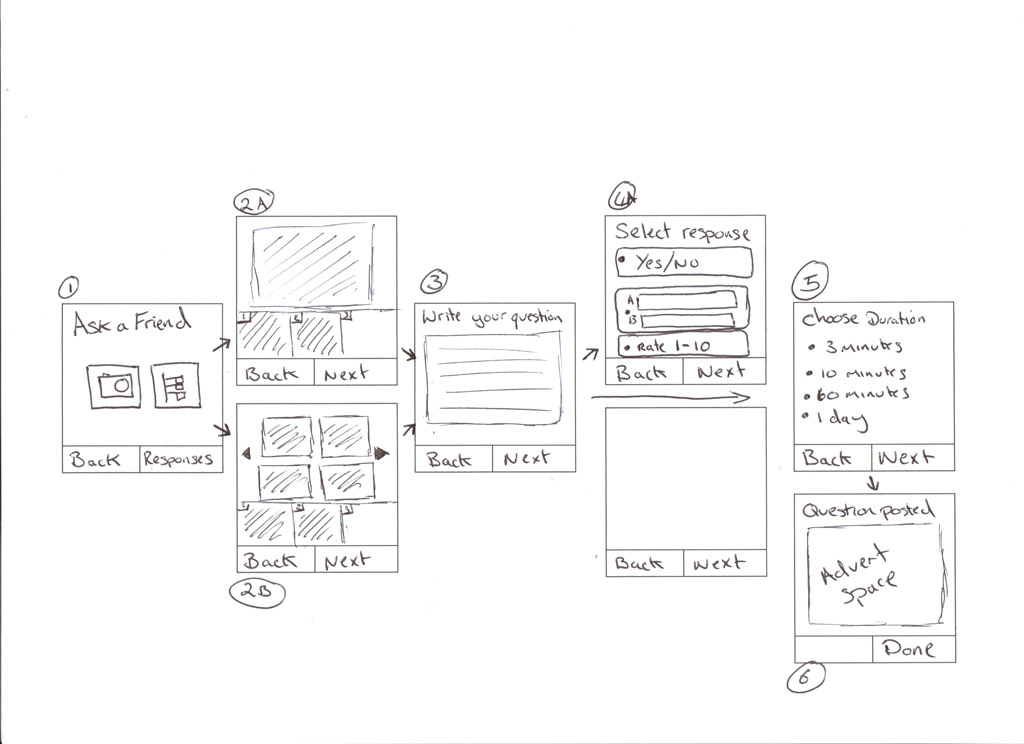 1
Ask a Friend
Back Responses
2A
1 2 3
Back Next
1 2 3
Back Next
2B
3
Write your question
Back Next
4A
Select response
Yes/No
A
B
Rate 1-10
Back Next
Back Next
5
Choose Duration
3 minutes
10 minutes
60 minutes
1 day
Back Next
Question posted
Advert
Space
Done
6